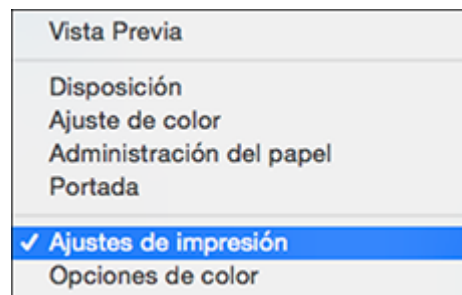 Vista Previa
Disposición
Ajuste de color
Administración del papel
Portada
✓ Ajustes de impresión
Opciones de color